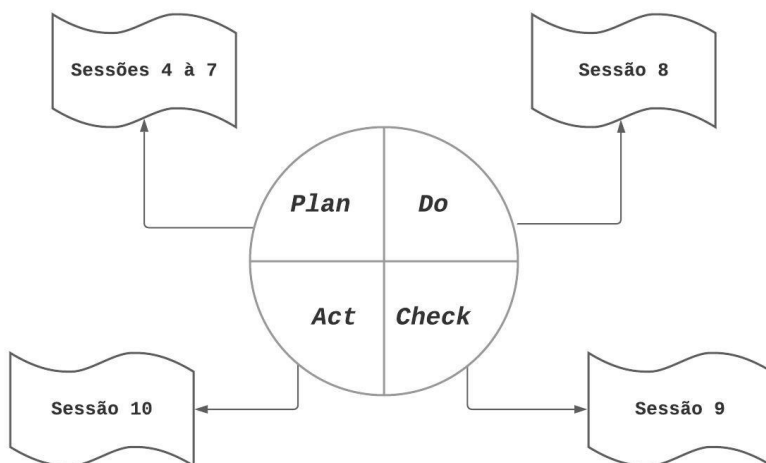 Sessões 4 à 7
Sessão 8
Plan
Do
Act
Check
Sessão 10
Sessão 9